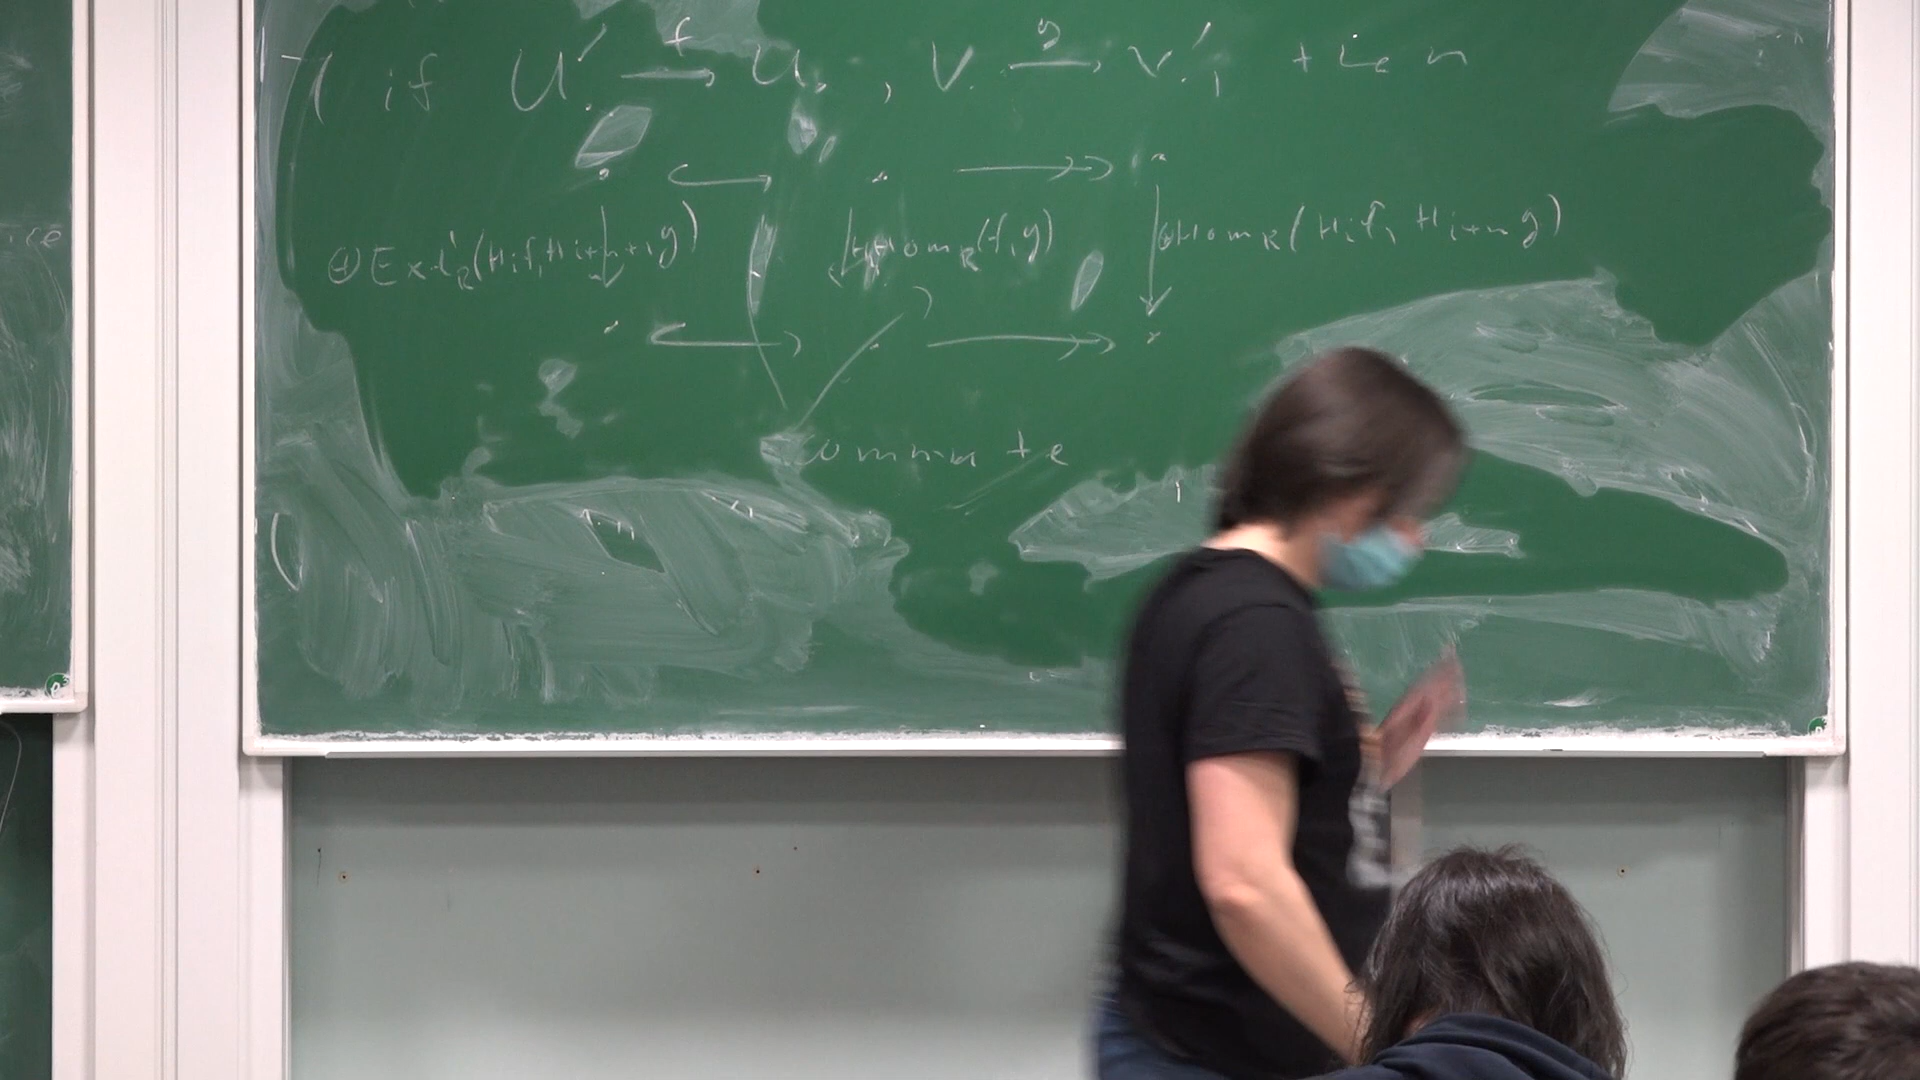 if U'. —f→ U. , V. —g→ V'. , then
. ↪ . ↠ .
⊕Ext¹_R(H_i f, H_{i+n+1} g) ↓ ↓ H Hom_R(f, g) ↓ ⊕Hom_R(H_i f, H_{i+n} g)
. ↪ . ↠ .
commute